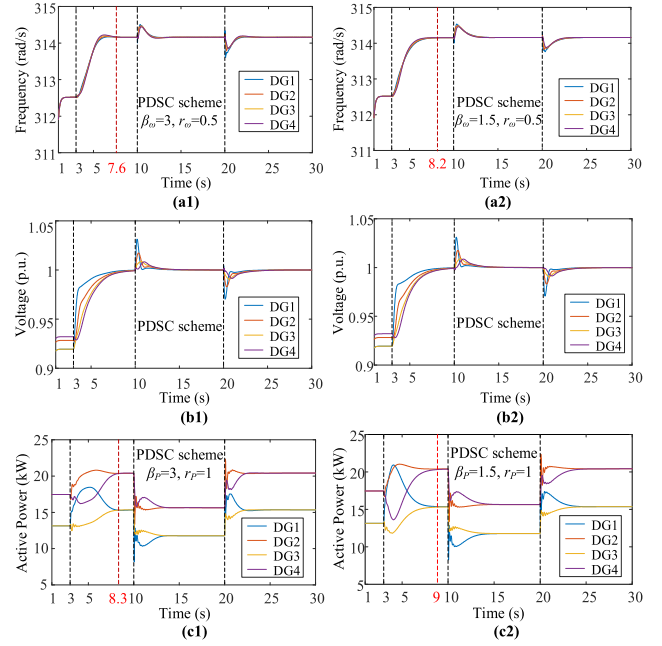 Frequency (rad/s)
315
314
313
312
311
PDSC scheme
βω=3, rω=0.5
DG1
DG2
DG3
DG4
1 3 5 7.6 10 15 20 25 30
Time (s)
(a1)
Frequency (rad/s)
315
314
313
312
311
PDSC scheme
βω=1.5, rω=0.5
DG1
DG2
DG3
DG4
1 3 5 8.2 10 15 20 25 30
Time (s)
(a2)
Voltage (p.u.)
1.05
1
0.95
0.9
PDSC scheme
DG1
DG2
DG3
DG4
1 3 5 10 15 20 25 30
Time (s)
(b1)
Voltage (p.u.)
1.05
1
0.95
0.9
PDSC scheme
DG1
DG2
DG3
DG4
1 3 5 10 15 20 25 30
Time (s)
(b2)
Active Power (kW)
25
20
15
10
5
PDSC scheme
βP=3, rP=1
DG1
DG2
DG3
DG4
1 3 5 8.3 10 15 20 25 30
Time (s)
(c1)
Active Power (kW)
25
20
15
10
5
PDSC scheme
βP=1.5, rP=1
DG1
DG2
DG3
DG4
1 3 5 9 10 15 20 25 30
Time (s)
(c2)